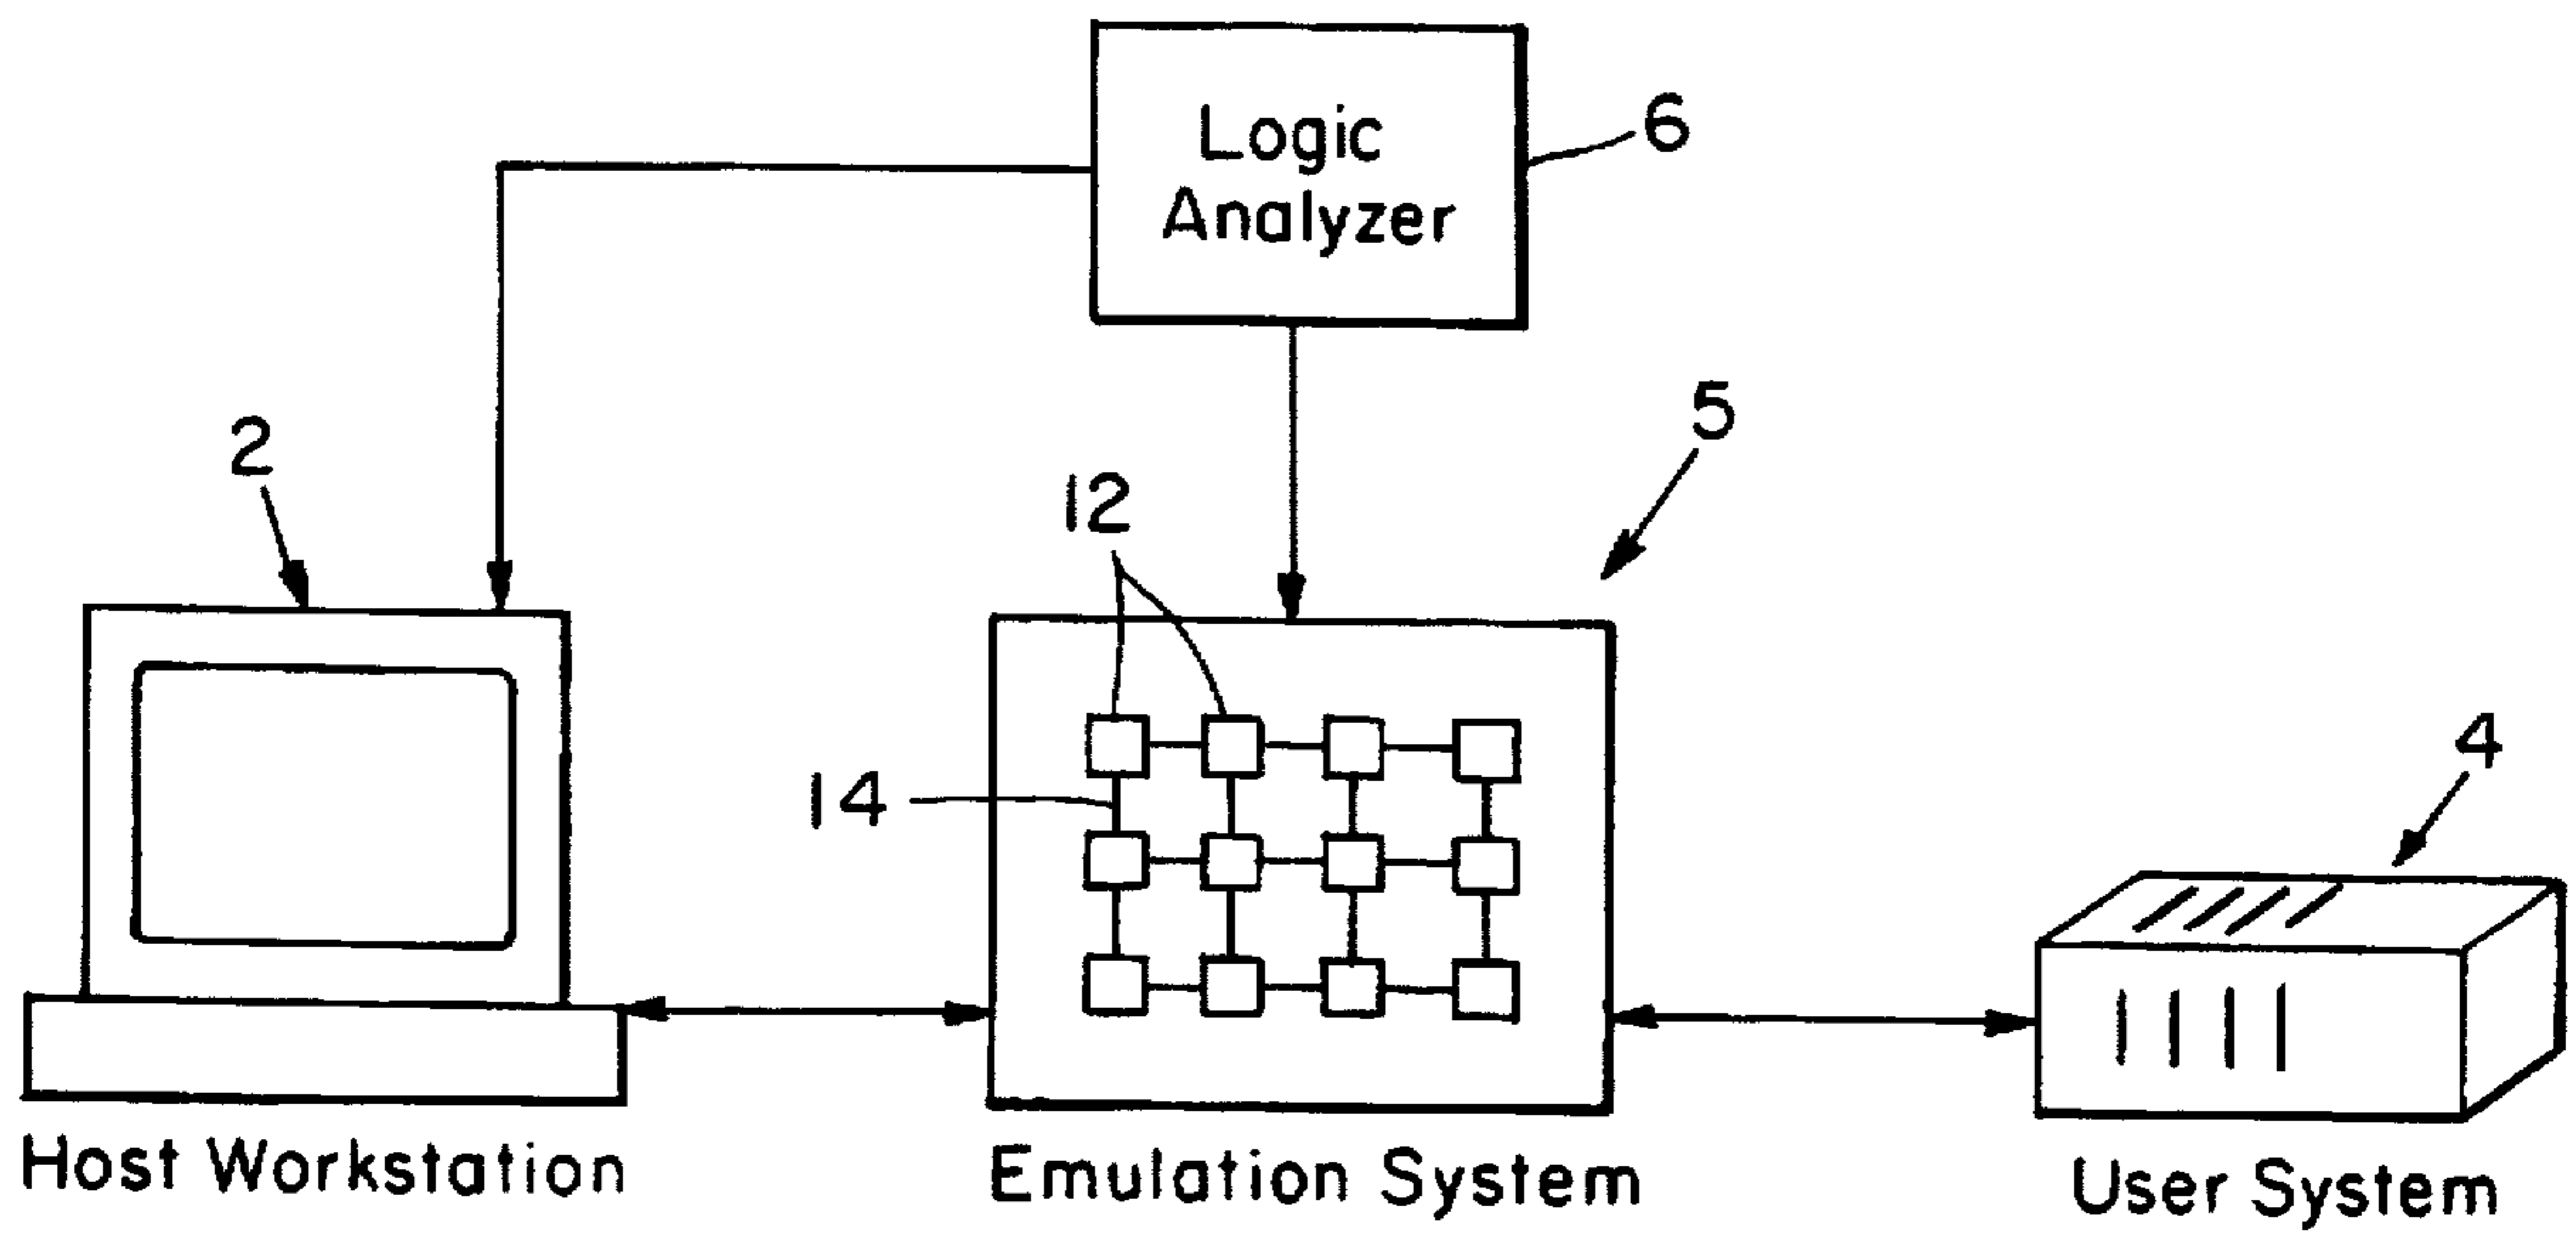 Logic
Analyzer
6
2
5
12
14
4
Host Workstation
Emulation System
User System